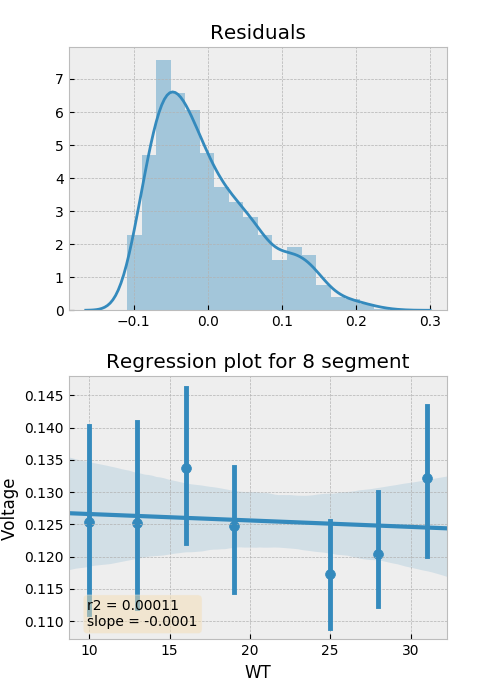 Residuals
7
6
5
4
3
2
1
0
−0.1 0.0 0.1 0.2 0.3
Regression plot for 8 segment
0.145
0.140
0.135
0.130
0.125
0.120
0.115
0.110
Voltage
r2 = 0.00011
slope = -0.0001
10 15 20 25 30
WT